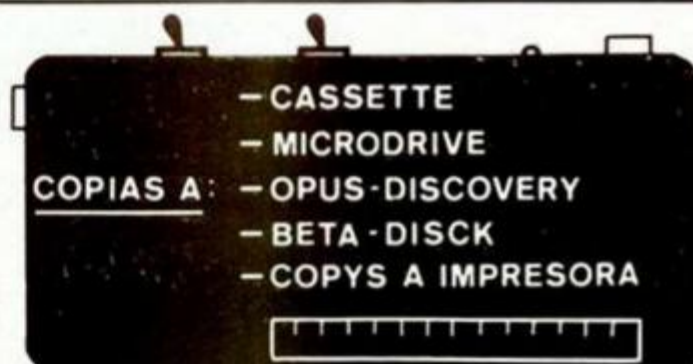 - CASSETTE
- MICRODRIVE
COPIAS A: - OPUS-DISCOVERY
- BETA-DISCK
- COPYS A IMPRESORA